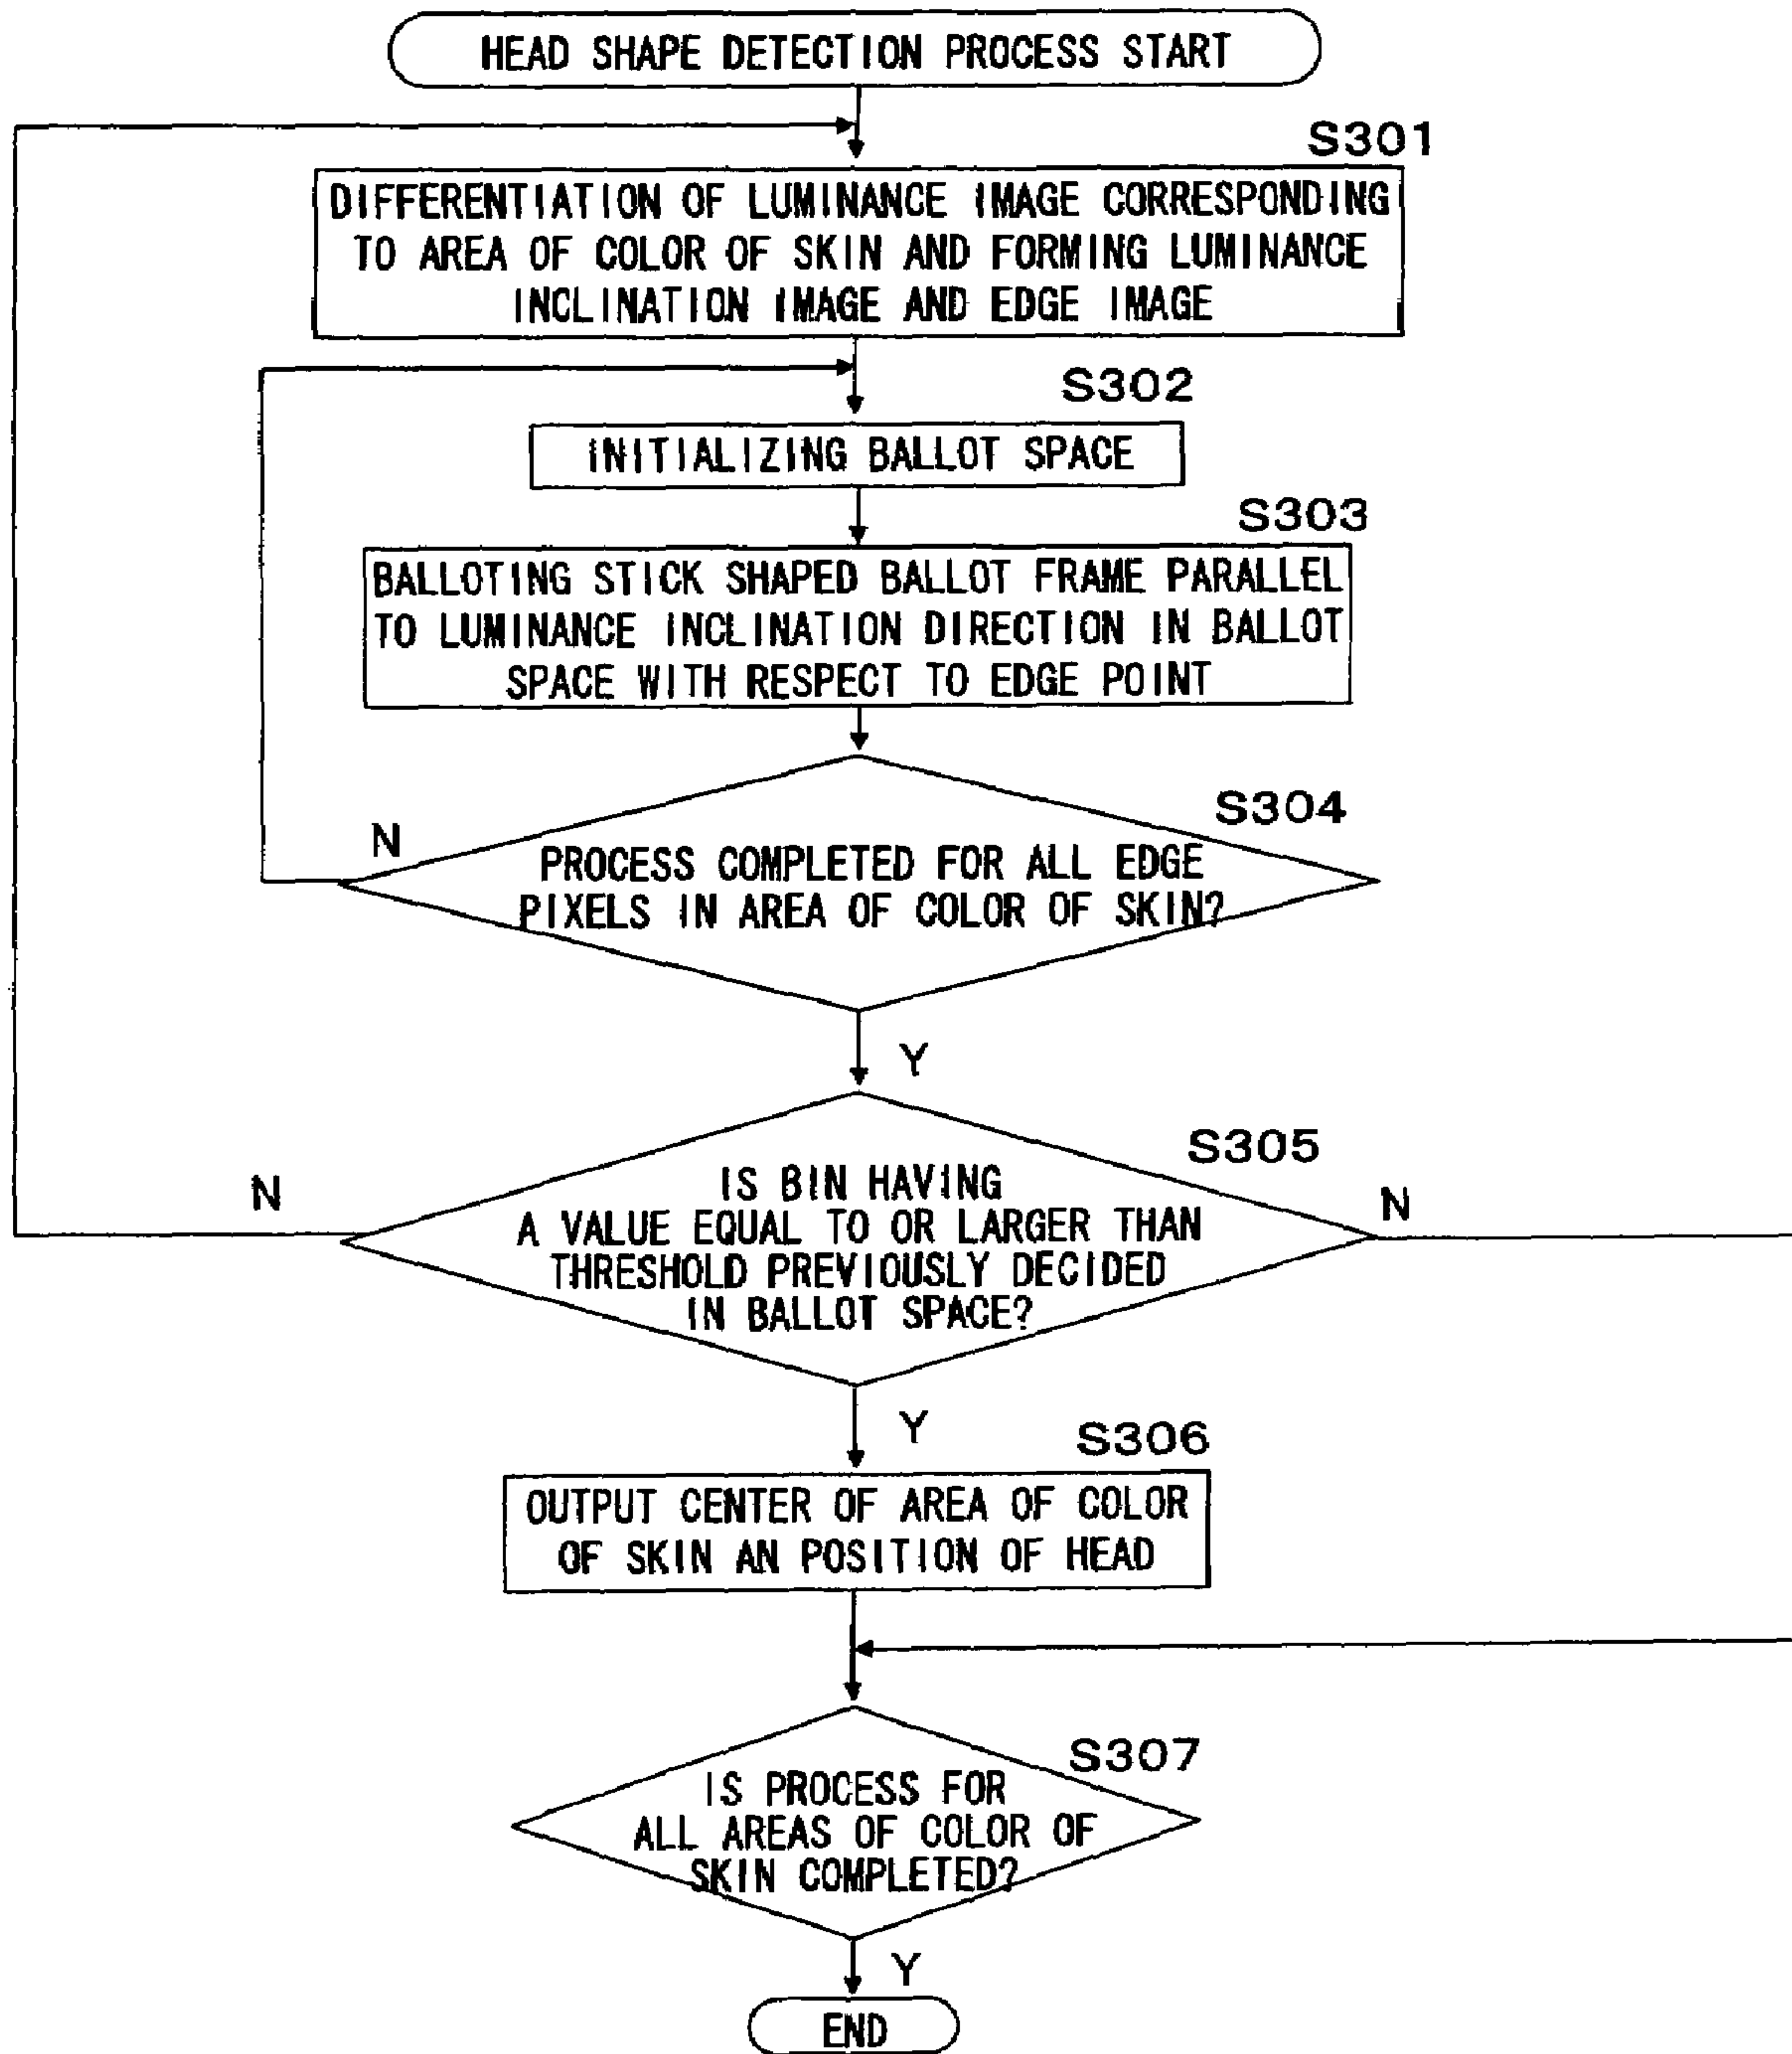 HEAD SHAPE DETECTION PROCESS START
S301
DIFFERENTIATION OF LUMINANCE IMAGE CORRESPONDING
TO AREA OF COLOR OF SKIN AND FORMING LUMINANCE
INCLINATION IMAGE AND EDGE IMAGE
S302
INITIALIZING BALLOT SPACE
S303
BALLOTING STICK SHAPED BALLOT FRAME PARALLEL
TO LUMINANCE INCLINATION DIRECTION IN BALLOT
SPACE WITH RESPECT TO EDGE POINT
S304
N
PROCESS COMPLETED FOR ALL EDGE
PIXELS IN AREA OF COLOR OF SKIN?
Y
S305
N
IS BIN HAVING
N
A VALUE EQUAL TO OR LARGER THAN
THRESHOLD PREVIOUSLY DECIDED
IN BALLOT SPACE?
Y
S306
OUTPUT CENTER OF AREA OF COLOR
OF SKIN AN POSITION OF HEAD
S307
IS PROCESS FOR
ALL AREAS OF COLOR OF
SKIN COMPLETED?
Y
END